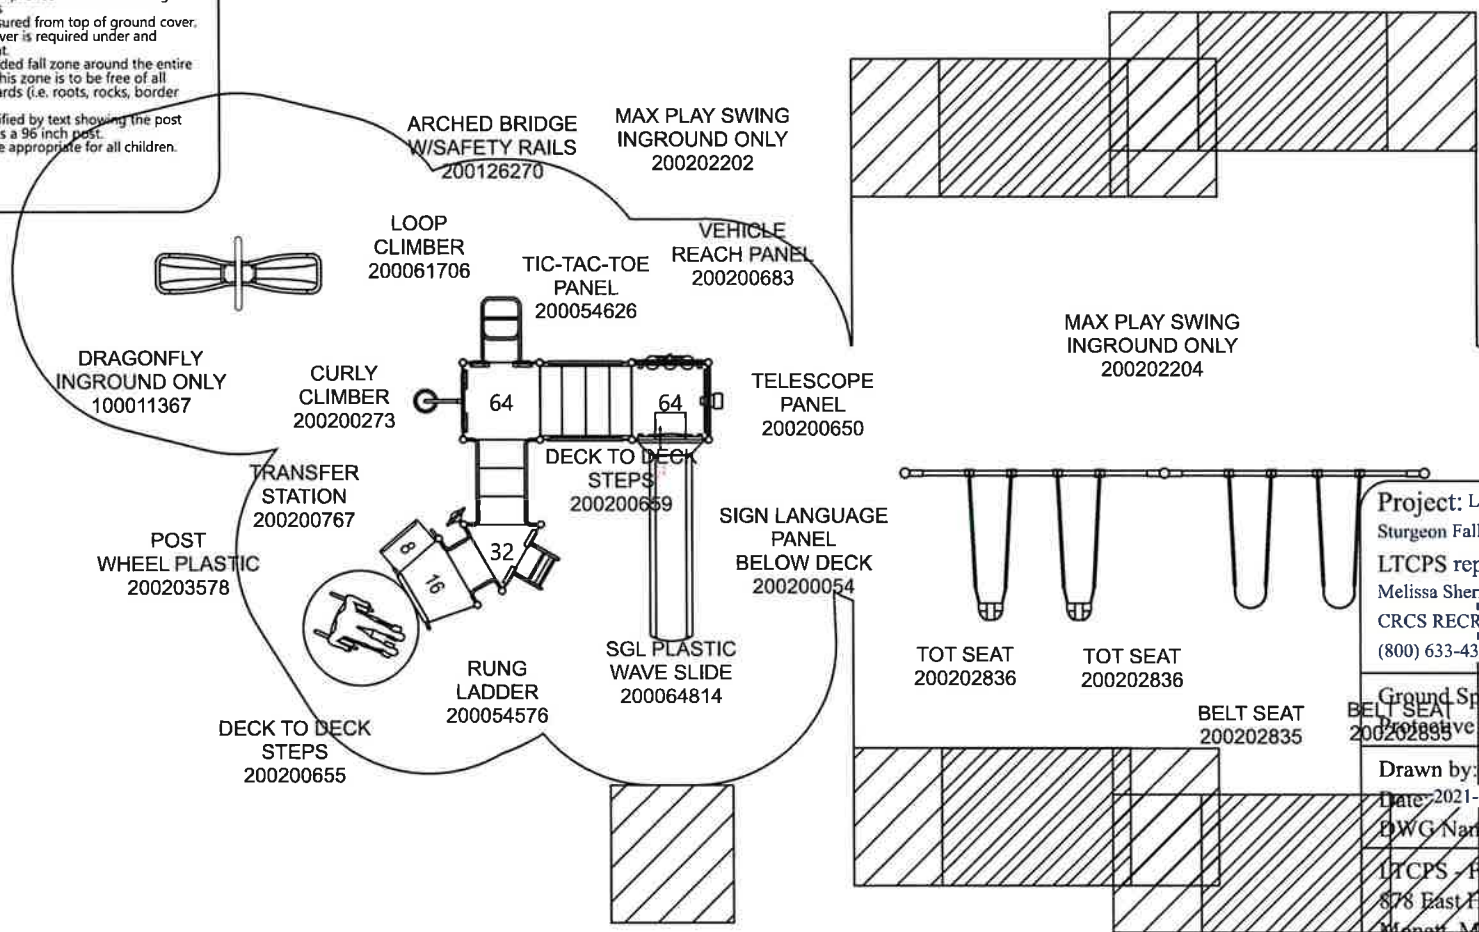 sured from top of ground cover.
ver is required under and
ded fall zone around the entire
his zone is to be free of all
ards (i.e. roots, rocks, border
ified by text showing the post
s a 96 inch post.
e appropriate for all children.
ARCHED BRIDGE
W/SAFETY RAILS
200126270
MAX PLAY SWING
INGROUND ONLY
200202202
LOOP
CLIMBER
200061706
TIC-TAC-TOE
PANEL
200054626
VEHICLE
REACH PANEL
200200683
MAX PLAY SWING
INGROUND ONLY
200202204
DRAGONFLY
INGROUND ONLY
100011367
CURLY
CLIMBER
200200273
64
64
TELESCOPE
PANEL
200200650
TRANSFER
STATION
200200767
DECK TO DECK
STEPS
200200659
POST
WHEEL PLASTIC
200203578
8
16
32
SIGN LANGUAGE
PANEL
BELOW DECK
200200054
RUNG
LADDER
200054576
SGL PLASTIC
WAVE SLIDE
200064814
DECK TO DECK
STEPS
200200655
TOT SEAT
200202836
TOT SEAT
200202836
BELT SEAT
200202835
BELT SEAT
200202835
Project: L
Sturgeon Fall
LTCPS rep
Melissa Sher
CRCS RECR
(800) 633-43
Ground Sp
Protective
Drawn by:
Date: 2021-
DWG Nam
LTCPS - F
878 East H
Monett, M